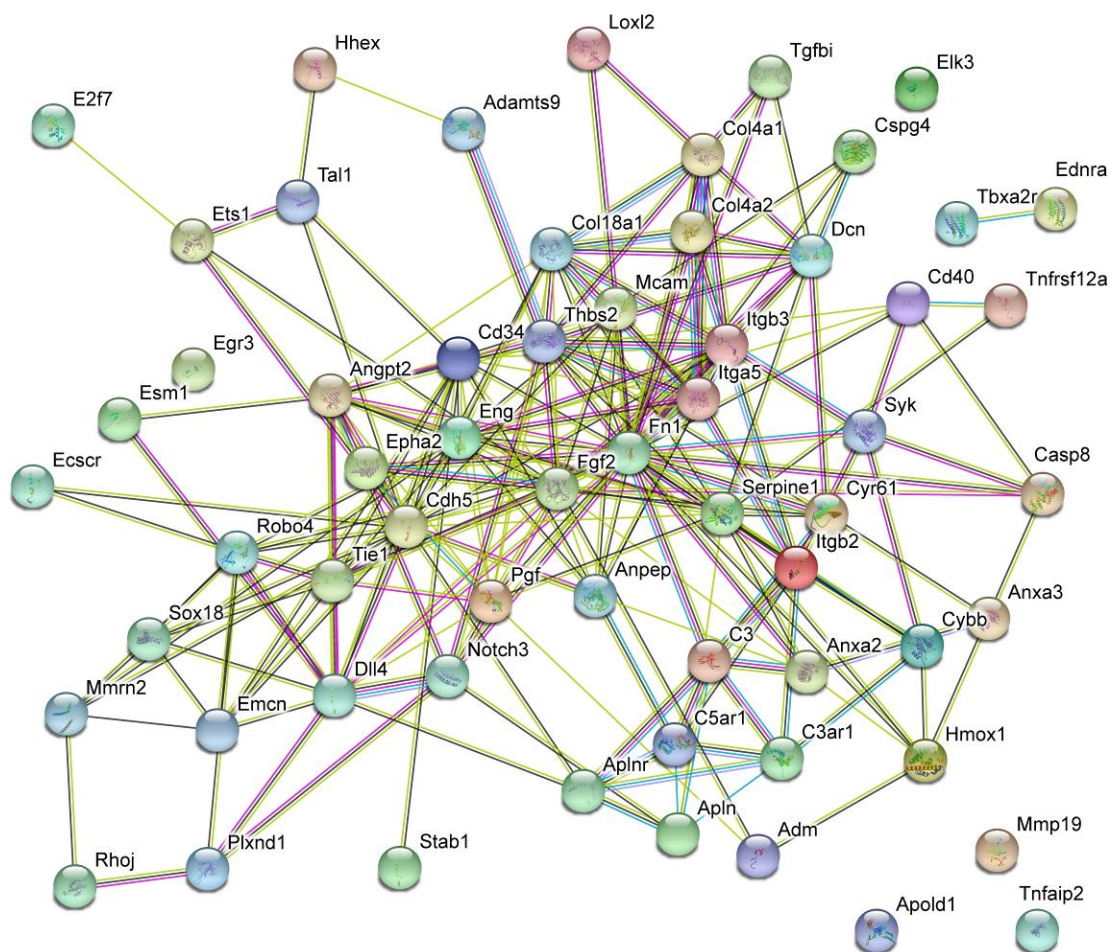 Loxl2
Hhex
Tgfbi
Elk3
E2f7
Adamts9
Col4a1
Cspg4
Tal1
Ednra
Tbxa2r
Ets1
Col4a2
Col18a1
Dcn
Mcam
Cd40
Tnfrsf12a
Thbs2
Itgb3
Cd34
Egr3
Angpt2
Itga5
Esm1
Eng
Syk
Fn1
Epha2
Ecscr
Fgf2
Casp8
Cdh5
Serpine1
Cyr61
Robo4
Itgb2
Tie1
Pgf
Anpep
Anxa3
Sox18
Cybb
C3
Anxa2
Notch3
Dll4
Mmrn2
Emcn
C5ar1
C3ar1
Hmox1
Aplnr
Apln
Plxnd1
Stab1
Adm
Mmp19
Rhoj
Apold1
Tnfaip2